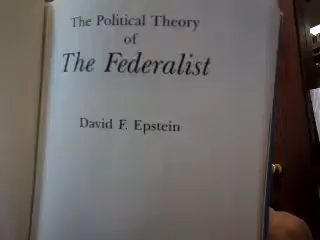 The Political Theory
of
The Federalist
David F. Epstein